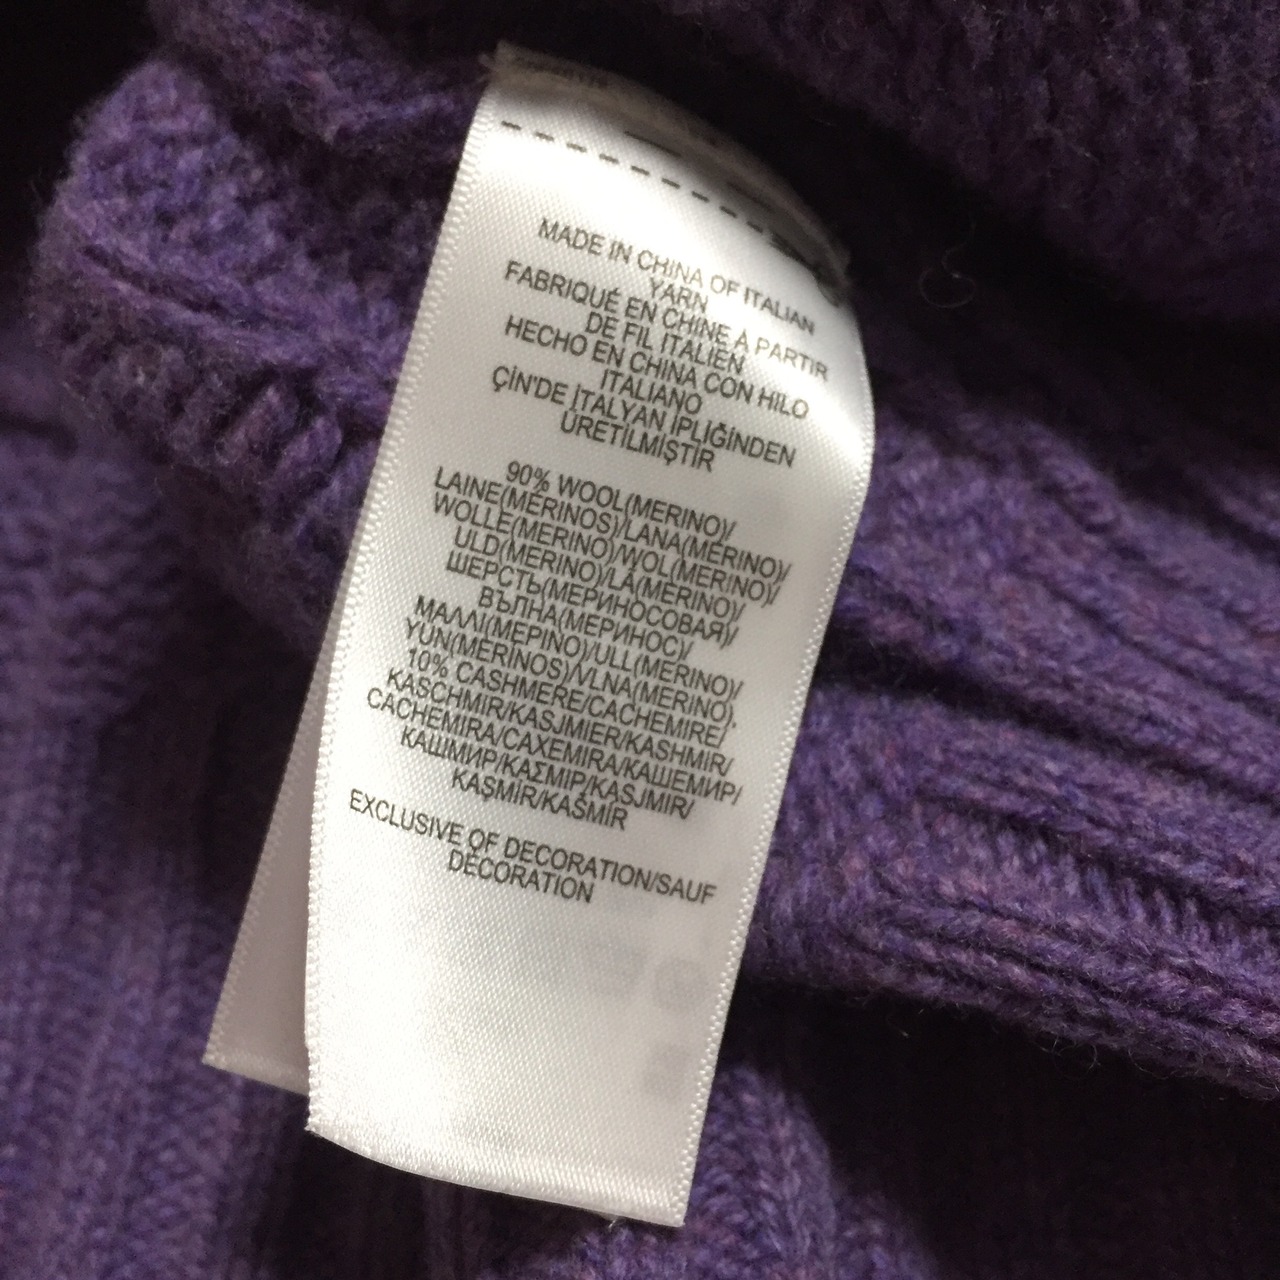 MADE IN CHINA OF ITALIAN
YARN
FABRIQUÉ EN CHINE A PARTIR
DE FIL ITALIEN
HECHO EN CHINA CON HILO
ITALIANO
ÇİN'DE İTALYAN İPLİĞİNDEN
ÜRETİLMİŞTİR
90% WOOL(MERINO)/
LAINE(MÉRINOS)/LANA(MERINO)/
WOLLE(MERINO)/WOL(MERINO)/
ULD(MERINO)/LÃ(MERINO)/
ШЕРСТЬ(МЕРИНОСОВАЯ)/
ВЪЛНА(МЕРИНОС)/
ΜΑΛΛΙ(ΜΕΡΙΝΟ)/ULL(MERINO)/
YÜN(MERINOS)/VLNA(MERINO).
10% CASHMERE/CACHEMIRE/
KASCHMIR/KASJMIER/KASHMIR/
CACHEMIRA/CAXEMIRA/КАШЕМИР/
КАШМИР/ΚΑΣΜΙΡ/KASJMIR/
KAŞMİR/KAŠMÍR
EXCLUSIVE OF DECORATION/SAUF
DÉCORATION